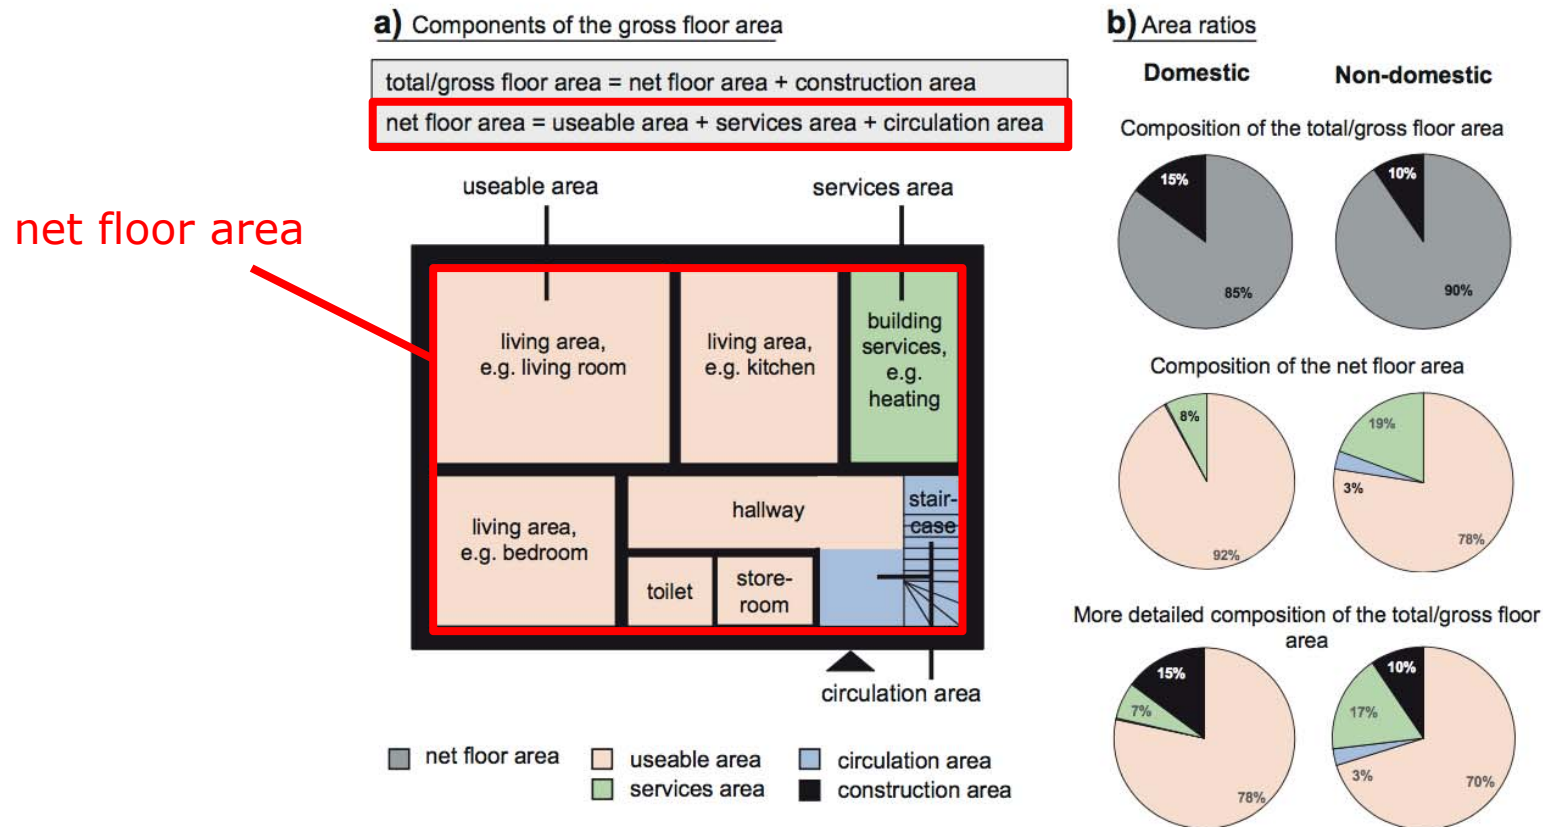 a) Components of the gross floor area
total/gross floor area = net floor area + construction area
net floor area = useable area + services area + circulation area
useable area
services area
net floor area
living area,
e.g. living room
living area,
e.g. kitchen
building
services,
e.g.
heating
living area,
e.g. bedroom
hallway
stair-
case
toilet
store-
room
circulation area
net floor area
useable area
circulation area
services area
construction area
b) Area ratios
Domestic
Non-domestic
Composition of the total/gross floor area
15%
85%
10%
90%
Composition of the net floor area
8%
92%
19%
3%
78%
More detailed composition of the total/gross floor
area
15%
7%
78%
10%
17%
3%
70%